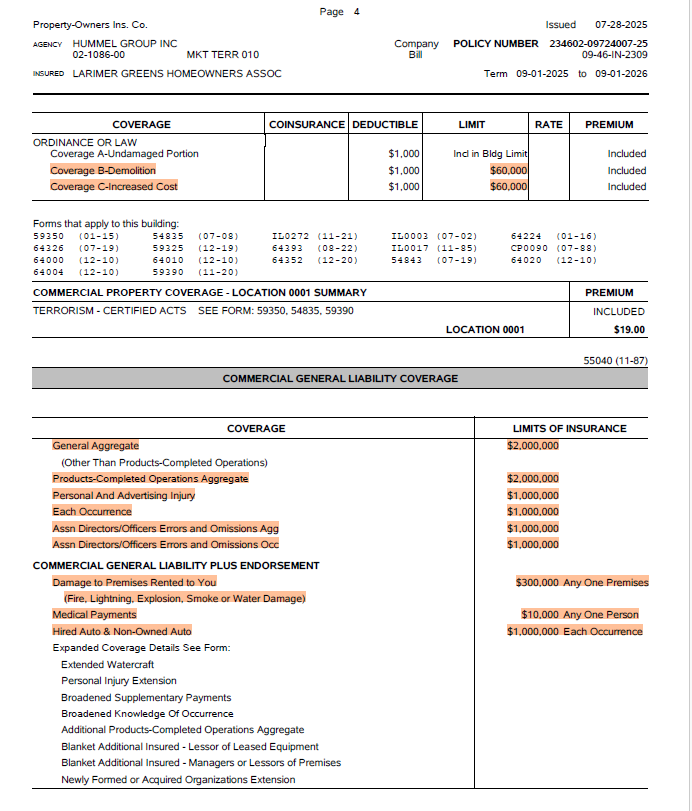 Page 4
Property-Owners Ins. Co. Issued 07-28-2025
AGENCY HUMMEL GROUP INC Company POLICY NUMBER 234602-09724007-25
02-1086-00 MKT TERR 010 Bill 09-46-IN-2309
INSURED LARIMER GREENS HOMEOWNERS ASSOC Term 09-01-2025 to 09-01-2026
COVERAGE COINSURANCE DEDUCTIBLE LIMIT RATE PREMIUM
ORDINANCE OR LAW
Coverage A-Undamaged Portion $1,000 Incl in Bldg Limit Included
Coverage B-Demolition $1,000 $60,000 Included
Coverage C-Increased Cost $1,000 $60,000 Included
Forms that apply to this building:
59350 (01-15) 54835 (07-08) IL0272 (11-21) IL0003 (07-02) 64224 (01-16)
64326 (07-19) 59325 (12-19) 64393 (08-22) IL0017 (11-85) CP0090 (07-88)
64000 (12-10) 64010 (12-10) 64352 (12-20) 54843 (07-19) 64020 (12-10)
64004 (12-10) 59390 (11-20)
COMMERCIAL PROPERTY COVERAGE - LOCATION 0001 SUMMARY PREMIUM
TERRORISM - CERTIFIED ACTS SEE FORM: 59350, 54835, 59390 INCLUDED
LOCATION 0001 $19.00
55040 (11-87)
COMMERCIAL GENERAL LIABILITY COVERAGE
COVERAGE LIMITS OF INSURANCE
General Aggregate $2,000,000
(Other Than Products-Completed Operations)
Products-Completed Operations Aggregate $2,000,000
Personal And Advertising Injury $1,000,000
Each Occurrence $1,000,000
Assn Directors/Officers Errors and Omissions Agg $1,000,000
Assn Directors/Officers Errors and Omissions Occ $1,000,000
COMMERCIAL GENERAL LIABILITY PLUS ENDORSEMENT
Damage to Premises Rented to You $300,000 Any One Premises
(Fire, Lightning, Explosion, Smoke or Water Damage)
Medical Payments $10,000 Any One Person
Hired Auto & Non-Owned Auto $1,000,000 Each Occurrence
Expanded Coverage Details See Form:
Extended Watercraft
Personal Injury Extension
Broadened Supplementary Payments
Broadened Knowledge Of Occurrence
Additional Products-Completed Operations Aggregate
Blanket Additional Insured - Lessor of Leased Equipment
Blanket Additional Insured - Managers or Lessors of Premises
Newly Formed or Acquired Organizations Extension